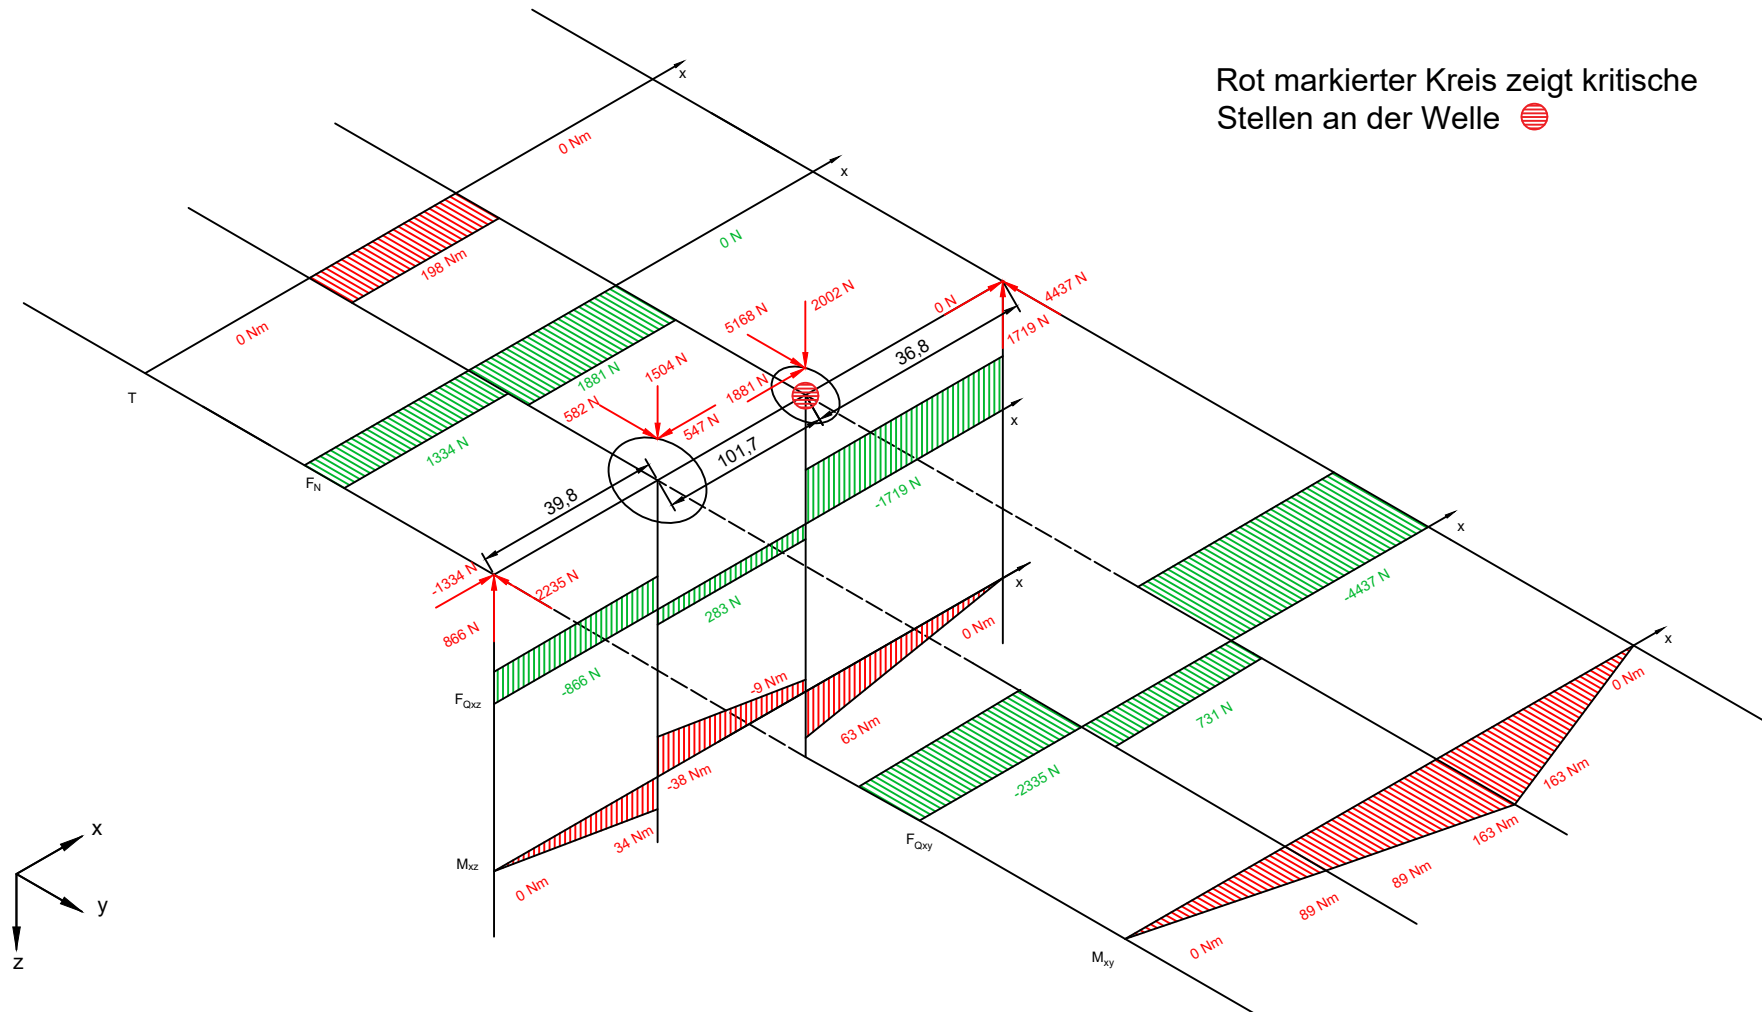 Rot markierter Kreis zeigt kritische
Stellen an der Welle
x
0 Nm
x
198 Nm
0 N
0 Nm
2002 N
0 N
4437 N
5168 N
1719 N
36,8
1504 N
1881 N
1881 N
582 N
547 N
T
1334 N
101,7
x
F_N
39,8
-1719 N
x
-1334 N
2235 N
-4437 N
x
283 N
866 N
0 Nm
x
-866 N
-9 Nm
0 Nm
F_Qxz
731 N
63 Nm
-38 Nm
-2335 N
163 Nm
34 Nm
163 Nm
x
F_Qxy
M_xz
89 Nm
0 Nm
y
89 Nm
0 Nm
z
M_xy